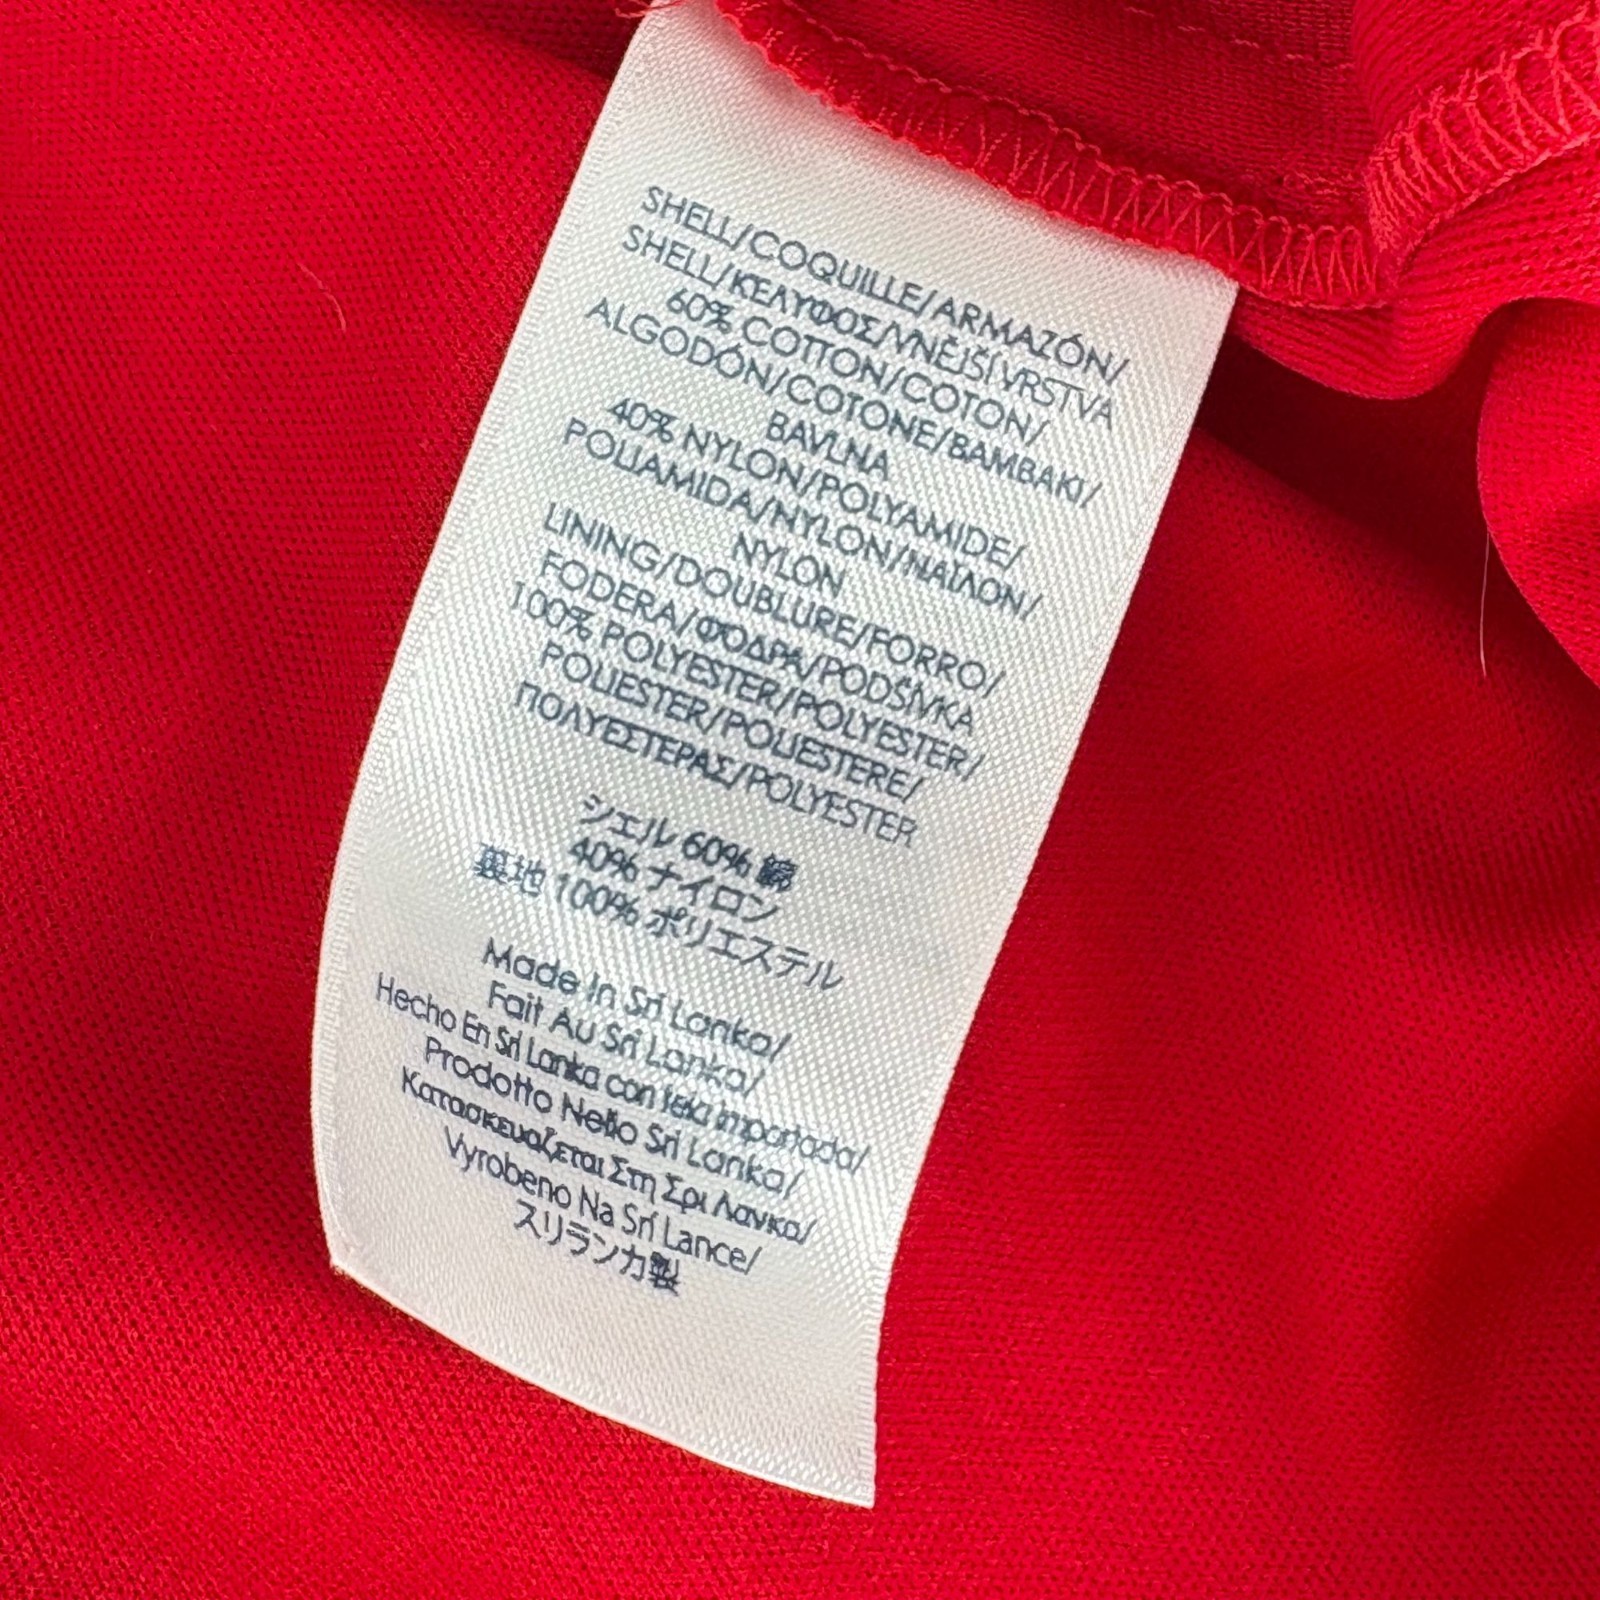 SHELL/COQUILLE/ARMAZÓN/
SHELL/ΚΕΛΥΦΟΣ/VNĚJŠÍ VRSTVA
60% COTTON/COTON/
ALGODÓN/COTONE/BAMBAKI/
BAVLNA
40% NYLON/POLYAMIDE/
POLIAMIDA/NYLON/ΝΑΪΛΟΝ/
NYLON
LINING/DOUBLURE/FORRO/
FODERA/ΦΟΔΡΑ/PODŠÍVKA
100% POLYESTER/POLYESTER/
POLIESTER/POLIESTERE/
ΠΟΛΥΕΣΤΕΡΑΣ/POLYESTER
シェル 60% 綿
40% ナイロン
裏地 100% ポリエステル
Made In Sri Lanka/
Fait Au Sri Lanka/
Hecho En Sri Lanka con tela importada/
Prodotto Nello Sri Lanka/
Κατασκευαζεται Στη Σρι Λανκα/
Vyrobeno Na Srí Lance/
スリランカ製